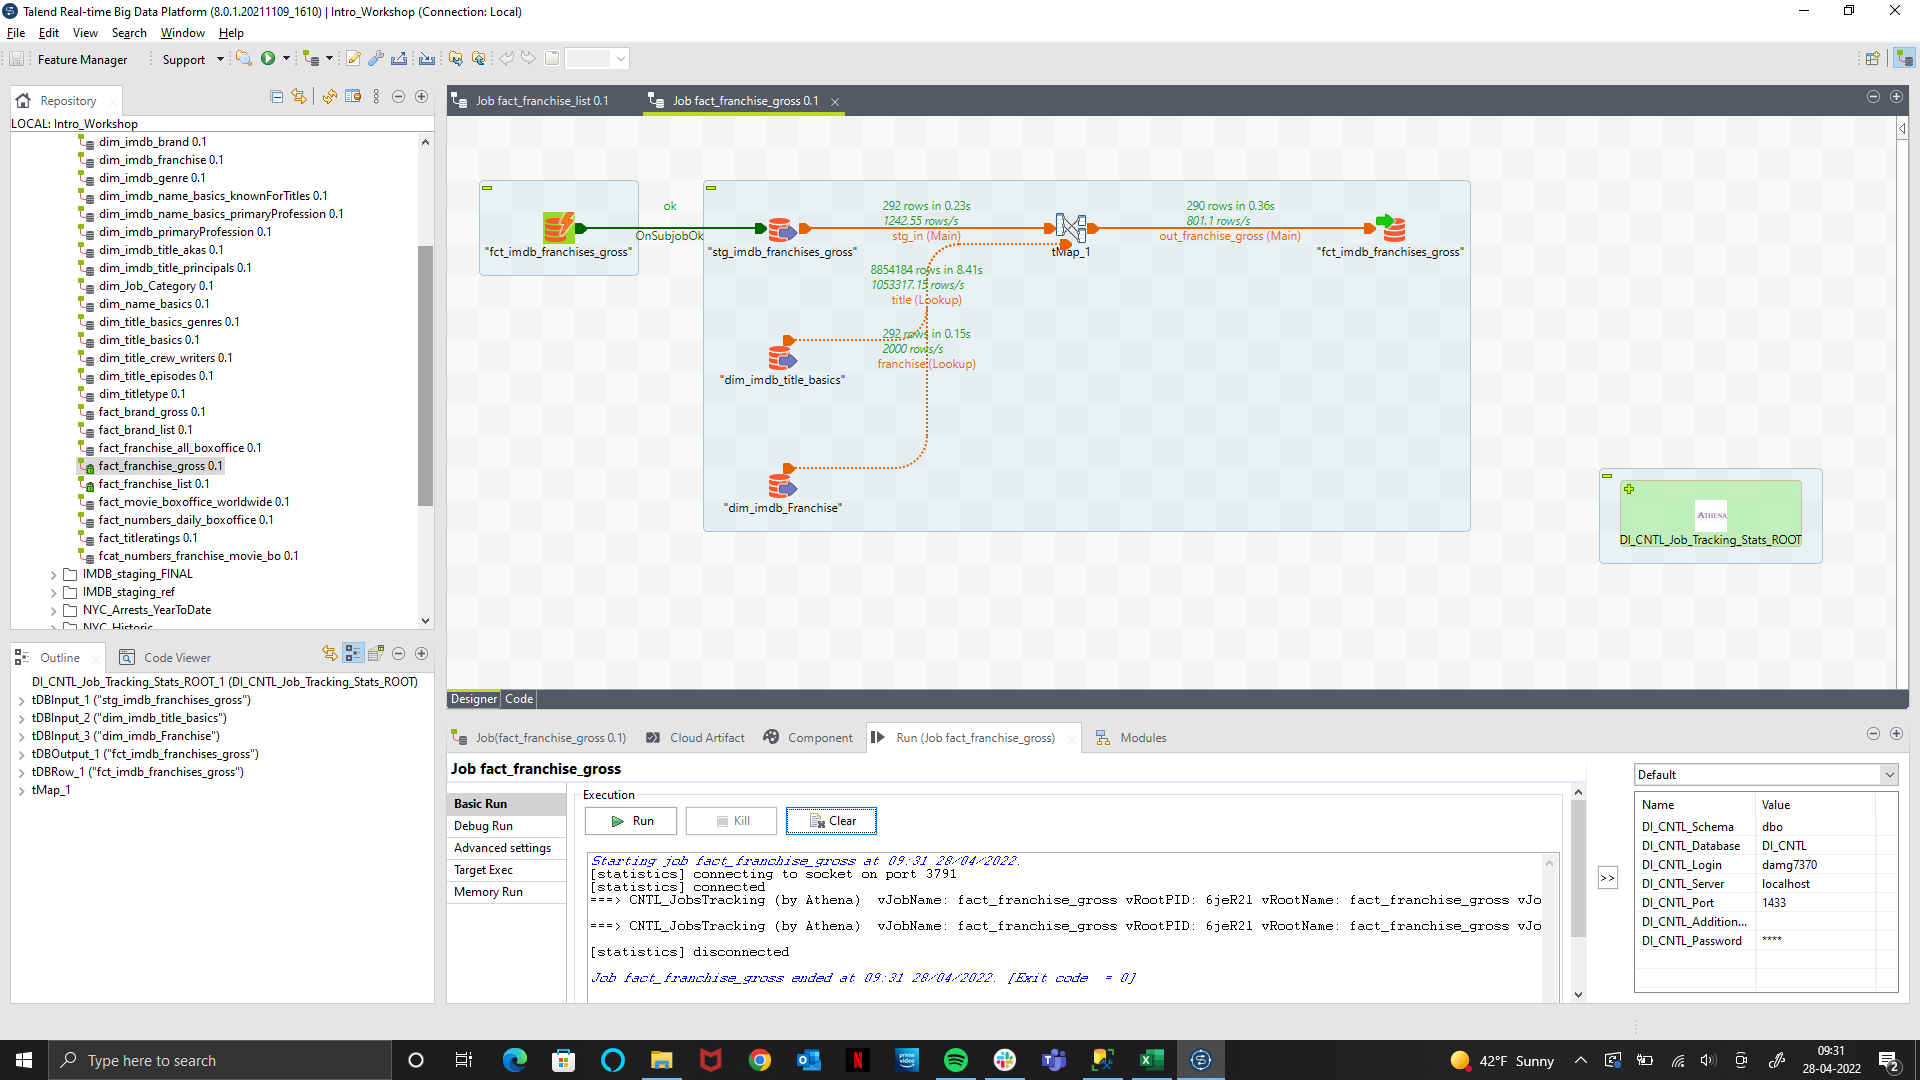 Talend Real-time Big Data Platform (8.0.1.20211109_1610) | Intro_Workshop (Connection: Local)
File Edit View Search Window Help
Feature Manager Support
Repository
LOCAL: Intro_Workshop
dim_imdb_brand 0.1
dim_imdb_franchise 0.1
dim_imdb_genre 0.1
dim_imdb_name_basics_knownForTitles 0.1
dim_imdb_name_basics_primaryProfession 0.1
dim_imdb_primaryProfession 0.1
dim_imdb_title_akas 0.1
dim_imdb_title_principals 0.1
dim_Job_Category 0.1
dim_name_basics 0.1
dim_title_basics_genres 0.1
dim_title_basics 0.1
dim_title_crew_writers 0.1
dim_title_episodes 0.1
dim_titletype 0.1
fact_brand_gross 0.1
fact_brand_list 0.1
fact_franchise_all_boxoffice 0.1
fact_franchise_gross 0.1
fact_franchise_list 0.1
fact_movie_boxoffice_worldwide 0.1
fact_numbers_daily_boxoffice 0.1
fact_titleratings 0.1
fcat_numbers_franchise_movie_bo 0.1
IMDB_staging_FINAL
IMDB_staging_ref
NYC_Arrests_YearToDate
NYC_Historic
Outline Code Viewer
DI_CNTL_Job_Tracking_Stats_ROOT_1 (DI_CNTL_Job_Tracking_Stats_ROOT)
tDBInput_1 ("stg_imdb_franchises_gross")
tDBInput_2 ("dim_imdb_title_basics")
tDBInput_3 ("dim_imdb_Franchise")
tDBOutput_1 ("fct_imdb_franchises_gross")
tDBRow_1 ("fct_imdb_franchises_gross")
tMap_1
Job fact_franchise_list 0.1 Job fact_franchise_gross 0.1
ok
OnSubjobOk
"fct_imdb_franchises_gross"
"stg_imdb_franchises_gross"
292 rows in 0.23s
1242.55 rows/s
stg_in (Main)
tMap_1
290 rows in 0.36s
801.1 rows/s
out_franchise_gross (Main)
"fct_imdb_franchises_gross"
8854184 rows in 8.41s
1053317.15 rows/s
title (Lookup)
292 rows in 0.15s
2000 rows/s
franchise (Lookup)
"dim_imdb_title_basics"
"dim_imdb_Franchise"
ATHENA
DI_CNTL_Job_Tracking_Stats_ROOT
Designer Code
Job(fact_franchise_gross 0.1) Cloud Artifact Component Run (Job fact_franchise_gross) Modules
Job fact_franchise_gross
Basic Run
Debug Run
Advanced settings
Target Exec
Memory Run
Execution
Run Kill Clear
Starting job fact_franchise_gross at 09:31 28/04/2022.
[statistics] connecting to socket on port 3791
[statistics] connected
===> CNTL_JobsTracking (by Athena) vJobName: fact_franchise_gross vRootPID: 6jeR2l vRootName: fact_franchise_gross vJo
===> CNTL_JobsTracking (by Athena) vJobName: fact_franchise_gross vRootPID: 6jeR2l vRootName: fact_franchise_gross vJo
[statistics] disconnected
Job fact_franchise_gross ended at 09:31 28/04/2022. [Exit code = 0]
>>
Default
Name Value
DI_CNTL_Schema dbo
DI_CNTL_Database DI_CNTL
DI_CNTL_Login damg7370
DI_CNTL_Server localhost
DI_CNTL_Port 1433
DI_CNTL_Addition...
DI_CNTL_Password ****
Type here to search
prime video
42°F Sunny
09:31
28-04-2022
2